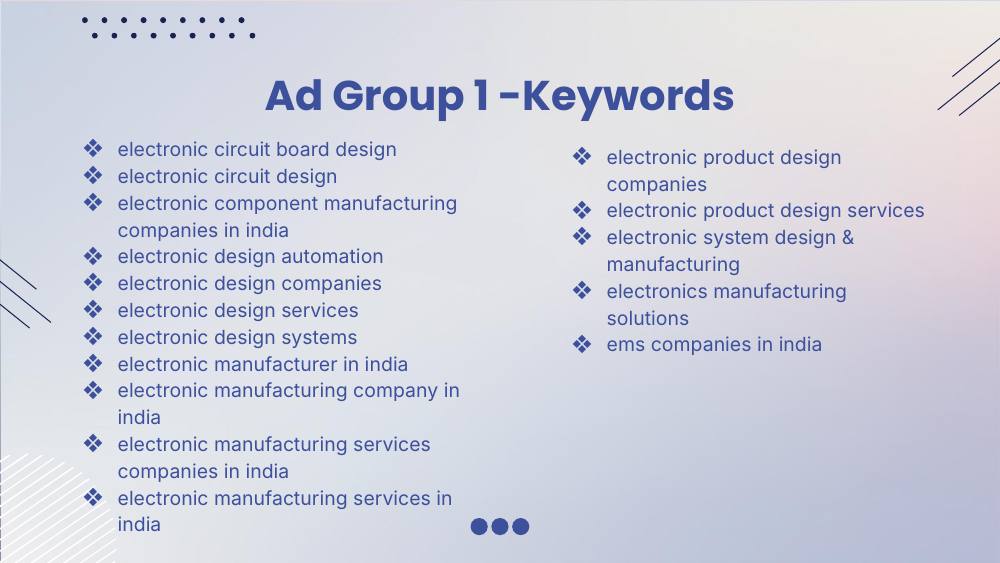 Ad Group 1 -Keywords
❖ electronic circuit board design
❖ electronic circuit design
❖ electronic component manufacturing
companies in india
❖ electronic design automation
❖ electronic design companies
❖ electronic design services
❖ electronic design systems
❖ electronic manufacturer in india
❖ electronic manufacturing company in
india
❖ electronic manufacturing services
companies in india
❖ electronic manufacturing services in
india
❖ electronic product design
companies
❖ electronic product design services
❖ electronic system design &
manufacturing
❖ electronics manufacturing
solutions
❖ ems companies in india